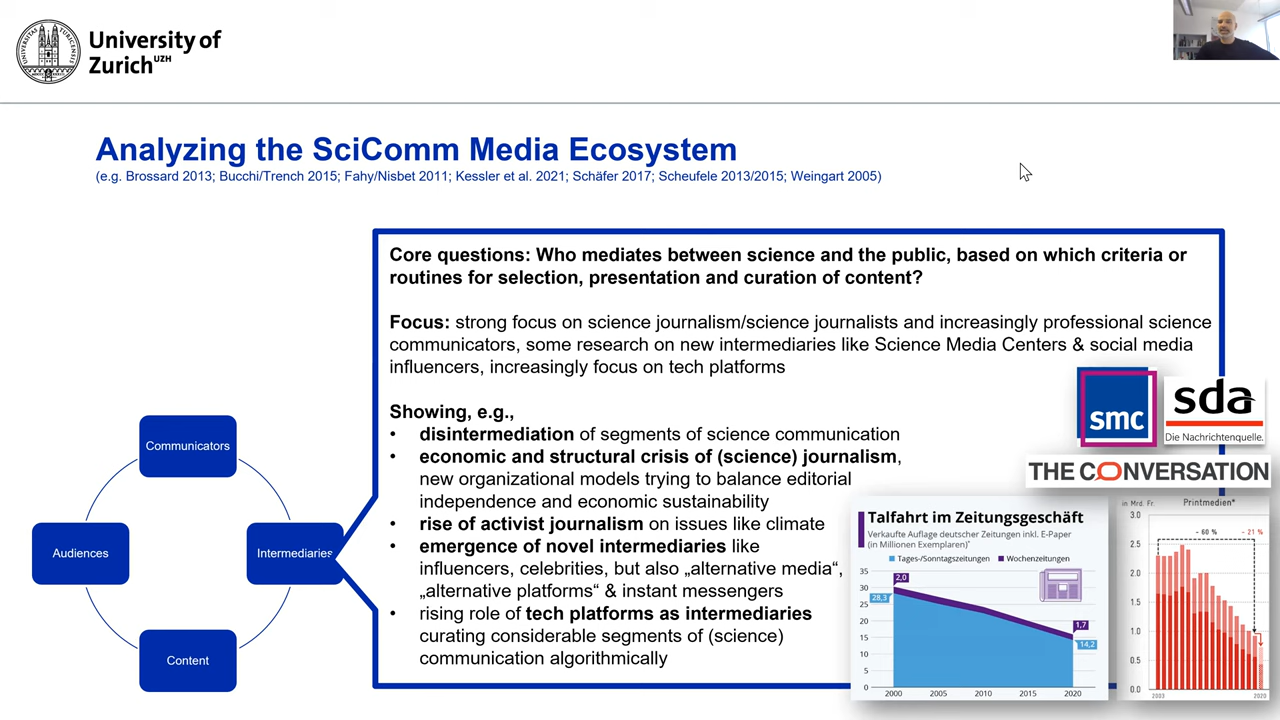 University of
Zurich UZH
Analyzing the SciComm Media Ecosystem
(e.g. Brossard 2013; Bucchi/Trench 2015; Fahy/Nisbet 2011; Kessler et al. 2021; Schäfer 2017; Scheufele 2013/2015; Weingart 2005)
Core questions: Who mediates between science and the public, based on which criteria or
routines for selection, presentation and curation of content?
Focus: strong focus on science journalism/science journalists and increasingly professional science
communicators, some research on new intermediaries like Science Media Centers & social media
influencers, increasingly focus on tech platforms
Showing, e.g.,
• disintermediation of segments of science communication
• economic and structural crisis of (science) journalism,
new organizational models trying to balance editorial
independence and economic sustainability
• rise of activist journalism on issues like climate
• emergence of novel intermediaries like
influencers, celebrities, but also „alternative media“,
„alternative platforms“ & instant messengers
• rising role of tech platforms as intermediaries
curating considerable segments of (science)
communication algorithmically
Communicators
Audiences
Intermediaries
Content
smc
sda
Die Nachrichtenquelle.
THE CONVERSATION
Talfahrt im Zeitungsgeschäft
Verkaufte Auflage deutscher Zeitungen inkl. E-Paper
(in Millionen Exemplaren)*
Tages-/Sonntagszeitungen
Wochenzeitungen
35
30
25
20
15
10
5
0
2,0
28,3
1,7
14,2
2000
2005
2010
2015
2020
in Mrd. Fr.
Printmedien*
3.0
2.5
2.0
1.5
1.0
0.5
0.0
- 60 %
- 21 %
2003
2020